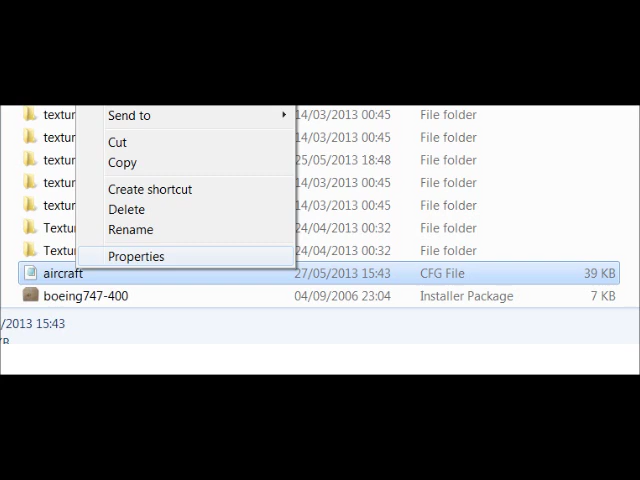 textur Send to 14/03/2013 00:45 File folder
textur 14/03/2013 00:45 File folder
Cut
textur Copy 25/05/2013 18:48 File folder
textur Create shortcut 14/03/2013 00:45 File folder
textur Delete 14/03/2013 00:45 File folder
Textur Rename 24/04/2013 00:32 File folder
Textur Properties 24/04/2013 00:32 File folder
aircraft 27/05/2013 15:43 CFG File 39 KB
boeing747-400 04/09/2006 23:04 Installer Package 7 KB
/2013 15:43